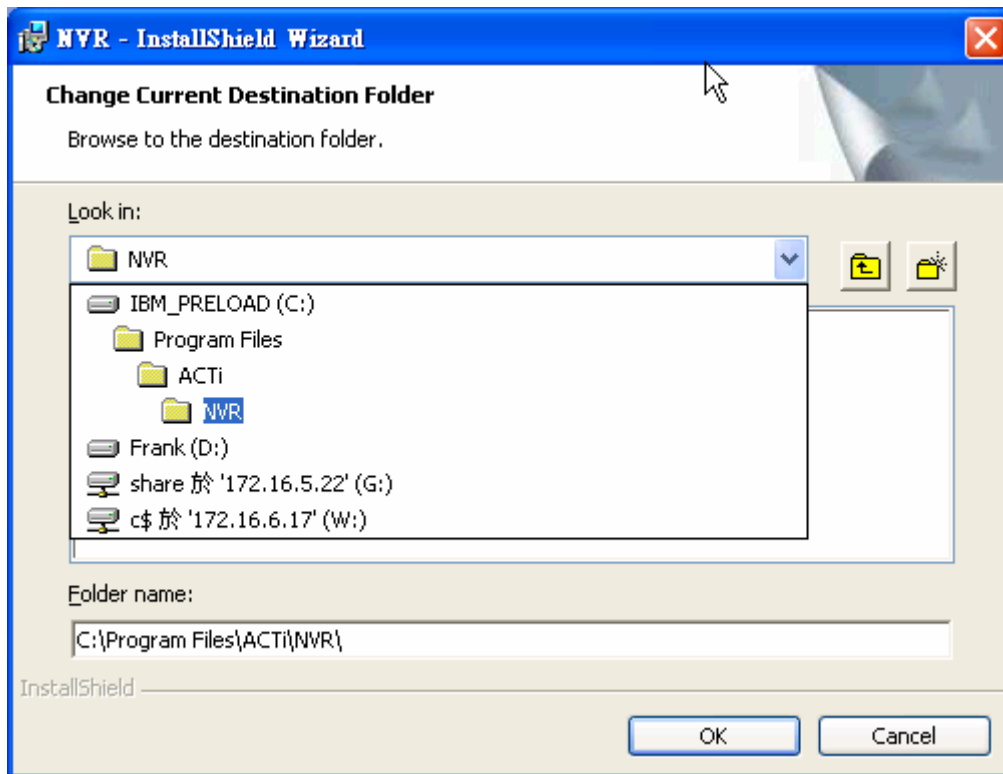 NVR - InstallShield Wizard
Change Current Destination Folder
Browse to the destination folder.
Look in:
NVR
IBM_PRELOAD (C:)
Program Files
ACTi
NVR
Frank (D:)
share 於 '172.16.5.22' (G:)
c$ 於 '172.16.6.17' (W:)
Folder name:
C:\Program Files\ACTi\NVR\
InstallShield
OK Cancel